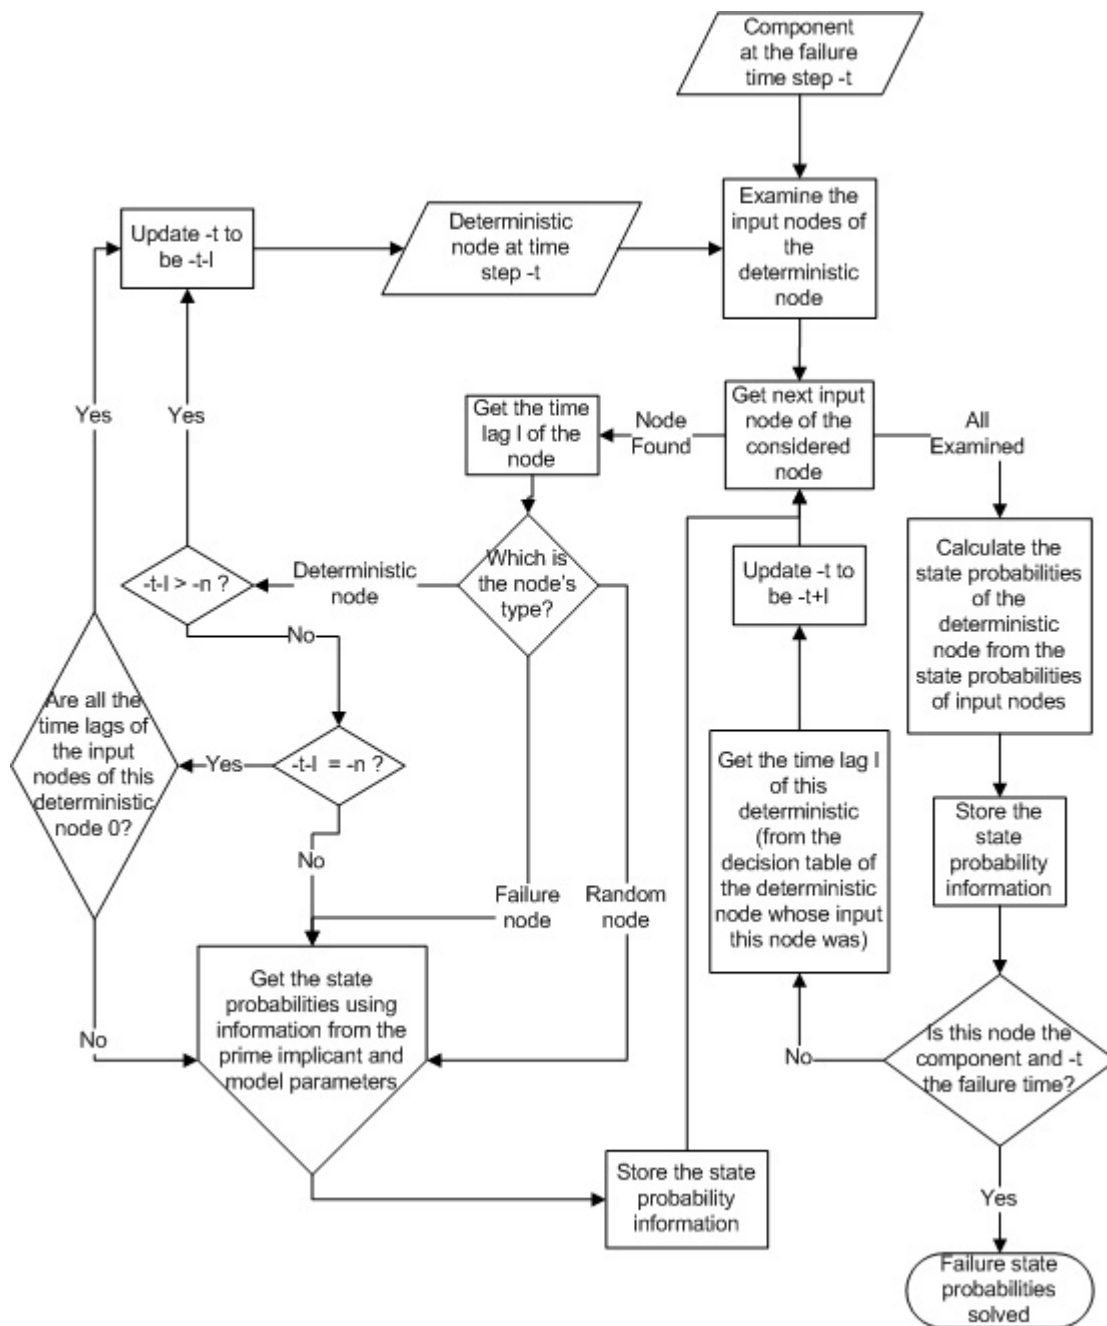 Component
at the failure
time step -t
Examine the
input nodes of
the
deterministic
node
Deterministic
node at time
step -t
Update -t to
be -t-l
Yes
Yes
Get next input
node of the
considered
node
Node
Found
All
Examined
Get the time
lag l of the
node
Which is
the node's
type?
Deterministic
node
-t-l > -n ?
No
-t-l = -n ?
Yes
Are all the
time lags of
the input
nodes of this
deterministic
node 0?
No
No
Failure
node
Random
node
Get the state
probabilities using
information from the
prime implicant and
model parameters
Store the state
probability
information
Update -t to
be -t+l
Get the time lag l
of this
deterministic
(from the
decision table of
the deterministic
node whose input
this node was)
Calculate the
state probabilities
of the
deterministic
node from the
state probabilities
of input nodes
Store the
state
probability
information
Is this node the
component and -t
the failure time?
No
Yes
Failure state
probabilities
solved